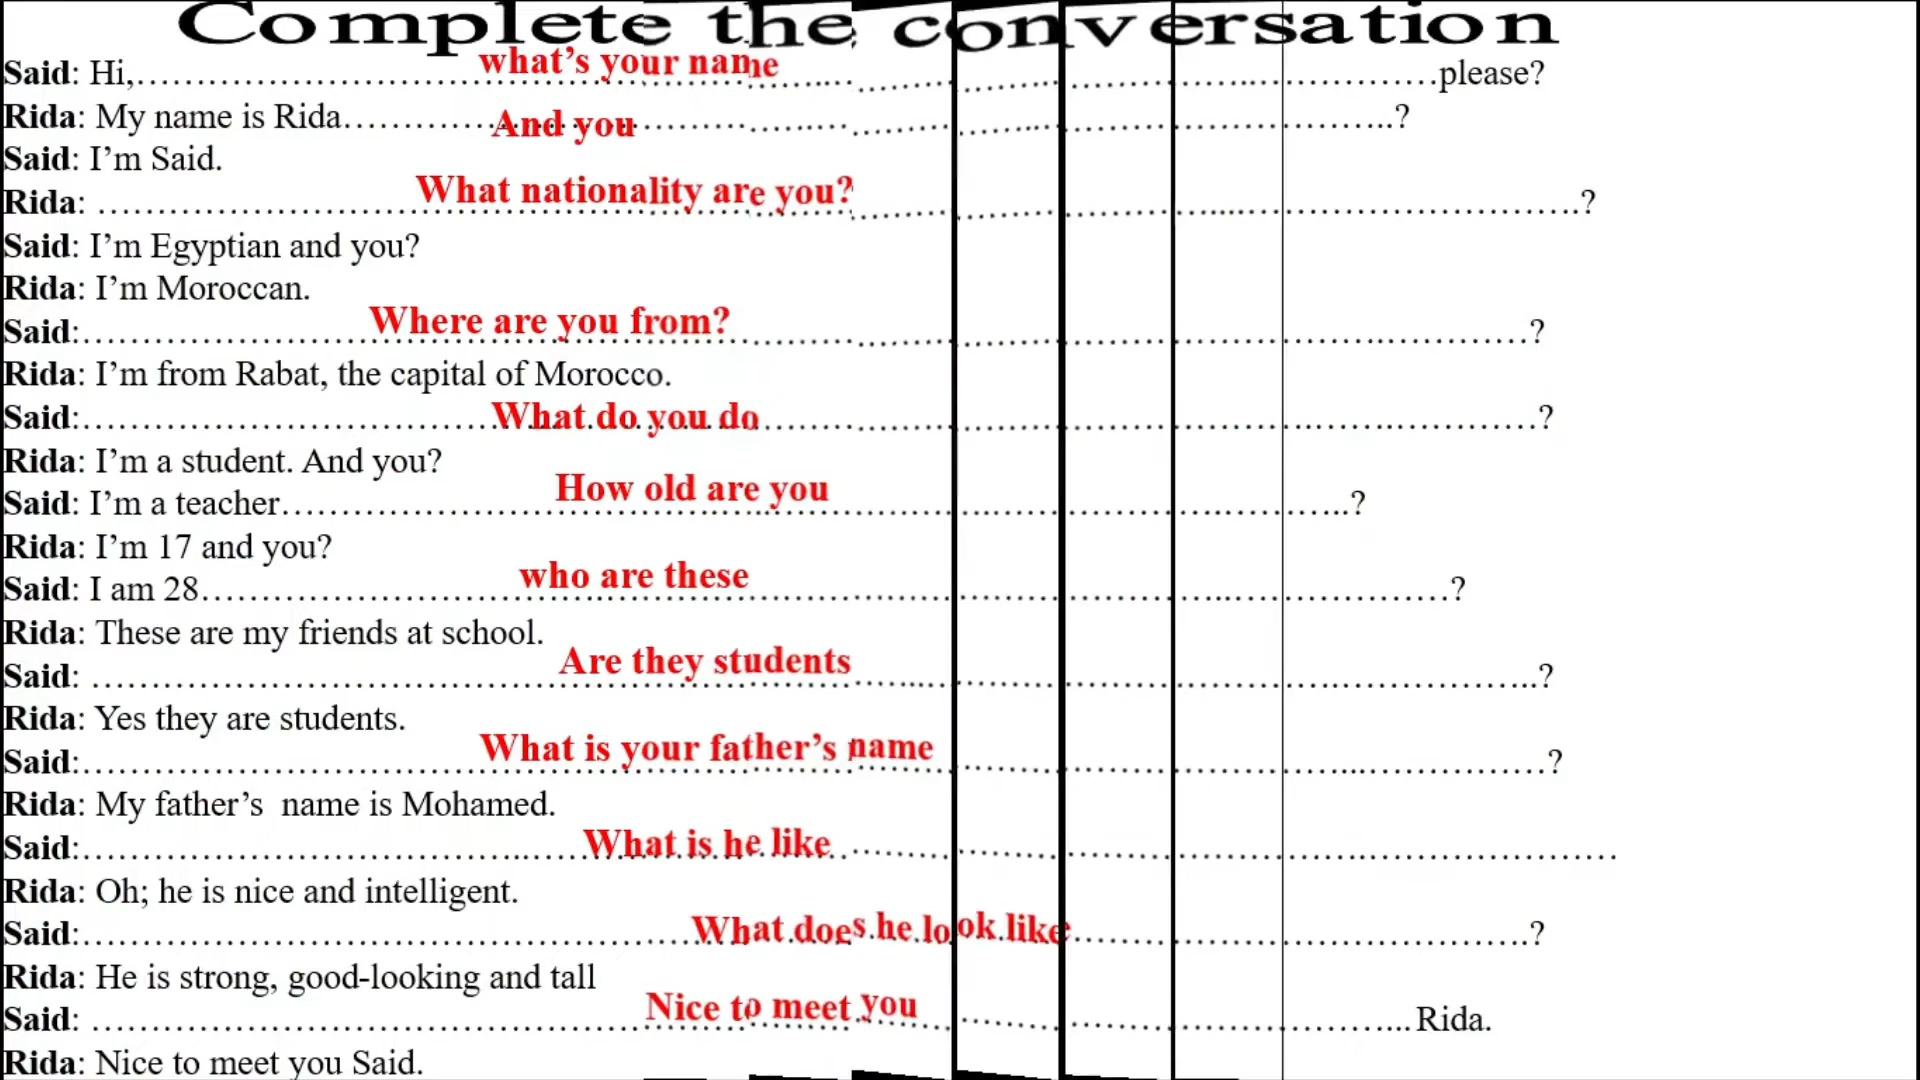 Complete the conversation
Said: Hi,........what's your name........please?
Rida: My name is Rida........And you........?
Said: I'm Said.
Rida: ........What nationality are you?........?
Said: I'm Egyptian and you?
Rida: I'm Moroccan.
Said:........Where are you from?........?
Rida: I'm from Rabat, the capital of Morocco.
Said:........What do you do........?
Rida: I'm a student. And you?
Said: I'm a teacher........How old are you........?
Rida: I'm 17 and you?
Said: I am 28........who are these........?
Rida: These are my friends at school.
Said: ........Are they students........?
Rida: Yes they are students.
Said:........What is your father's name........?
Rida: My father's name is Mohamed.
Said:........What is he like........
Rida: Oh; he is nice and intelligent.
Said:........What does he look like........?
Rida: He is strong, good-looking and tall
Said: ........Nice to meet you........Rida.
Rida: Nice to meet you Said.